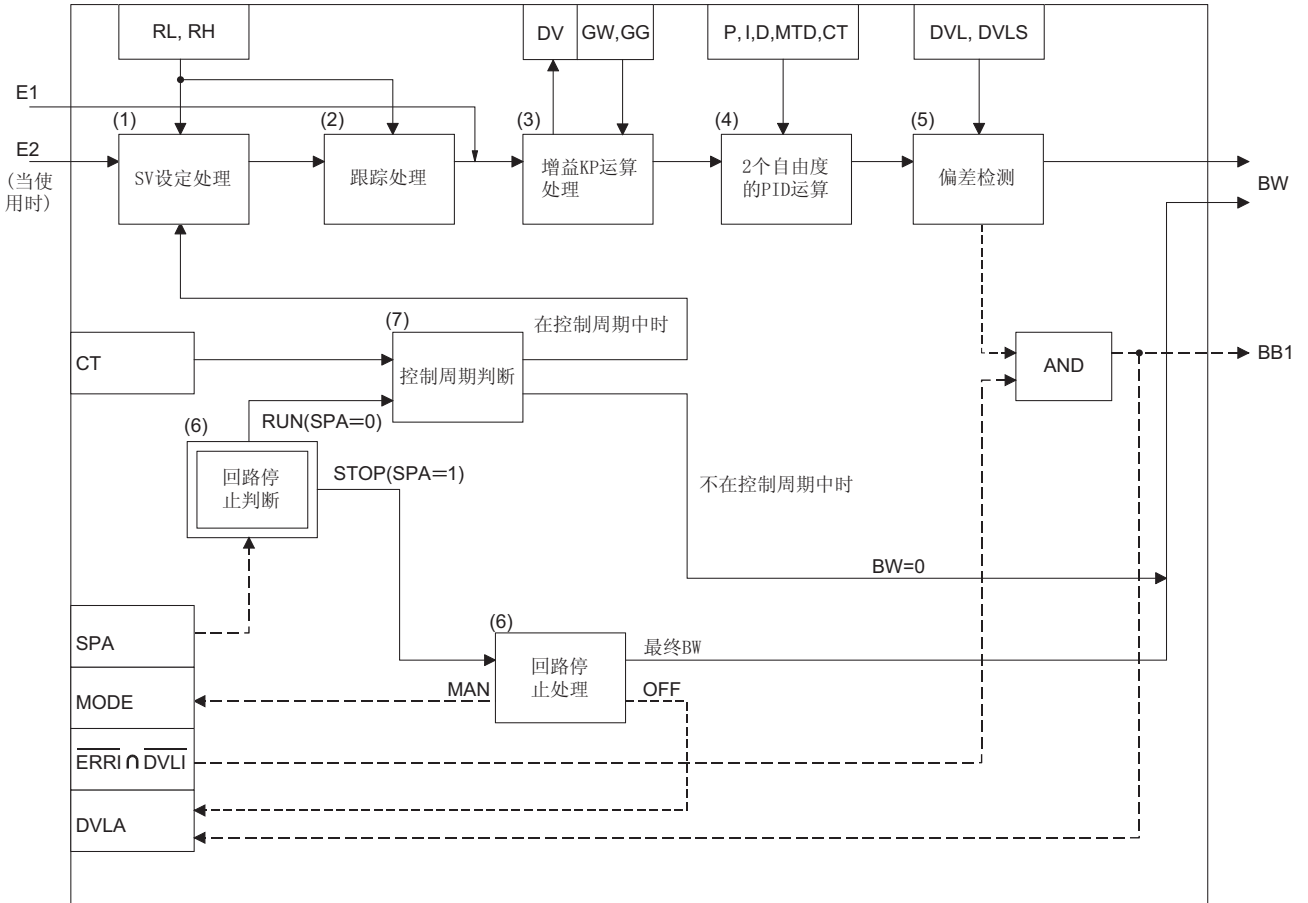 RL, RH
DV
GW,GG
P, I,D,MTD,CT
DVL, DVLS
E1
(1)
(2)
(3)
(4)
(5)
E2
(当使
用时)
SV设定处理
跟踪处理
增益KP运算
处理
2个自由度
的PID运算
偏差检测
BW
(7)
在控制周期中时
CT
控制周期判断
AND
BB1
RUN(SPA=0)
(6)
回路停
止判断
STOP(SPA=1)
不在控制周期中时
BW=0
SPA
(6)
回路停
止处理
最终BW
MODE
MAN
OFF
E̅R̅R̅I̅∩D̅V̅L̅I̅
DVLA